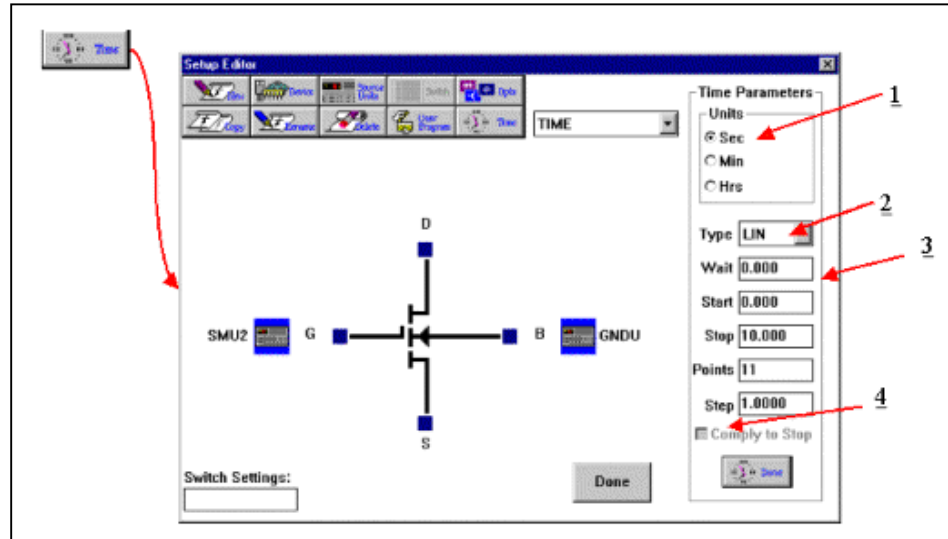 Time
Setup Editor
New Device Source Units Switch Opts
Copy Rename Delete User Program Time
TIME
Time Parameters
Units
Sec
Min
Hrs
1
Type LIN
2
Wait 0.000
3
Start 0.000
Stop 10.000
Points 11
Step 1.0000
4
Comply to Stop
Done
D
SMU2 G B GNDU
S
Switch Settings:
Done